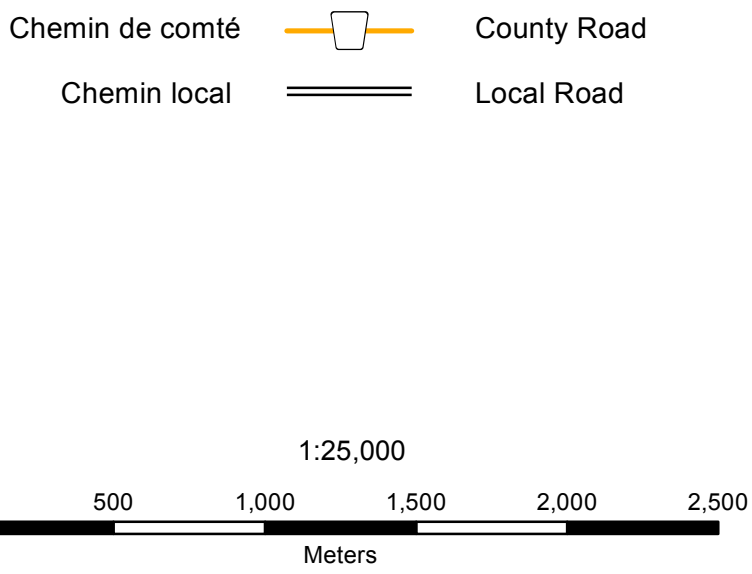 Chemin de comté County Road
Chemin local Local Road
1:25,000
500 1,000 1,500 2,000 2,500
Meters